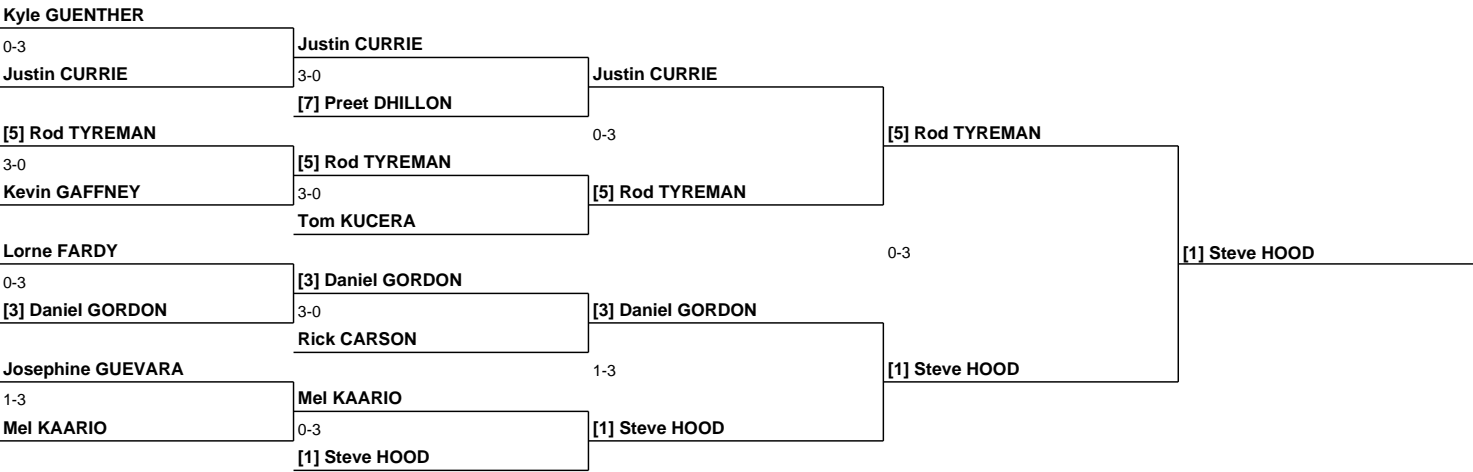 Kyle GUENTHER
0-3
Justin CURRIE
Justin CURRIE
3-0
Justin CURRIE
[7] Preet DHILLON
[5] Rod TYREMAN
0-3
[5] Rod TYREMAN
3-0
[5] Rod TYREMAN
Kevin GAFFNEY
3-0
[5] Rod TYREMAN
Tom KUCERA
Lorne FARDY
0-3
[1] Steve HOOD
0-3
[3] Daniel GORDON
[3] Daniel GORDON
3-0
[3] Daniel GORDON
Rick CARSON
Josephine GUEVARA
1-3
[1] Steve HOOD
1-3
Mel KAARIO
Mel KAARIO
0-3
[1] Steve HOOD
[1] Steve HOOD